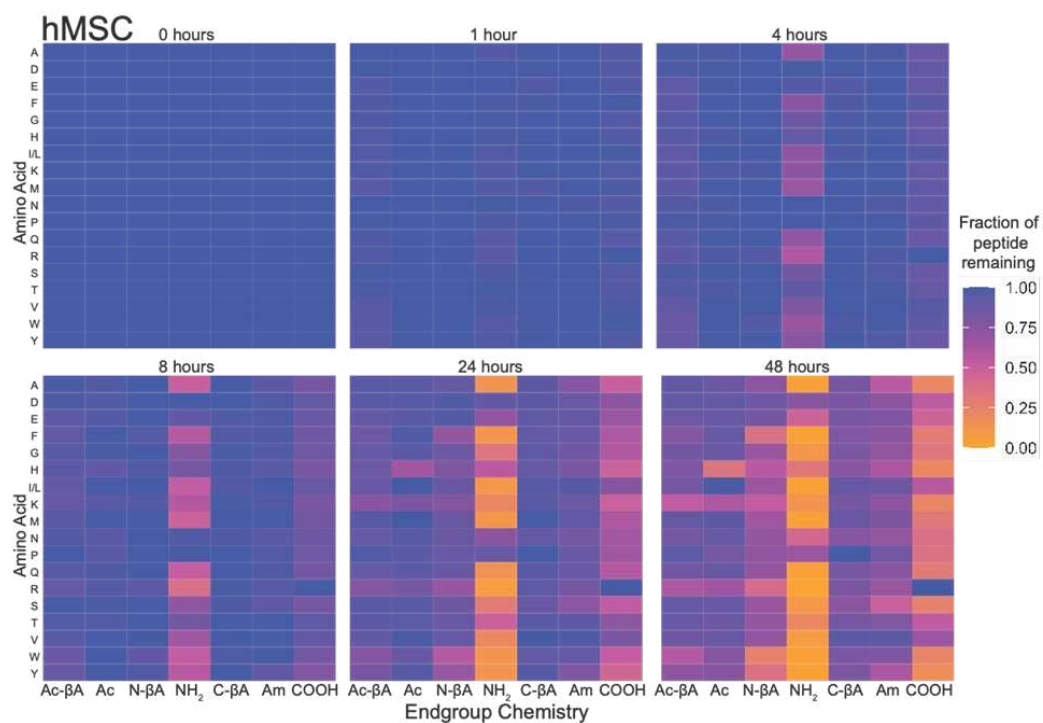 hMSC
0 hours
1 hour
4 hours
Amino Acid
A
D
E
F
G
H
I/L
K
M
N
P
Q
R
S
T
V
W
Y
Fraction of
peptide
remaining
1.00
0.75
0.50
0.25
0.00
8 hours
24 hours
48 hours
Amino Acid
A
D
E
F
G
H
I/L
K
M
N
P
Q
R
S
T
V
W
Y
Ac-βA Ac N-βA NH₂ C-βA Am COOH
Ac-βA Ac N-βA NH₂ C-βA Am COOH
Ac-βA Ac N-βA NH₂ C-βA Am COOH
Endgroup Chemistry